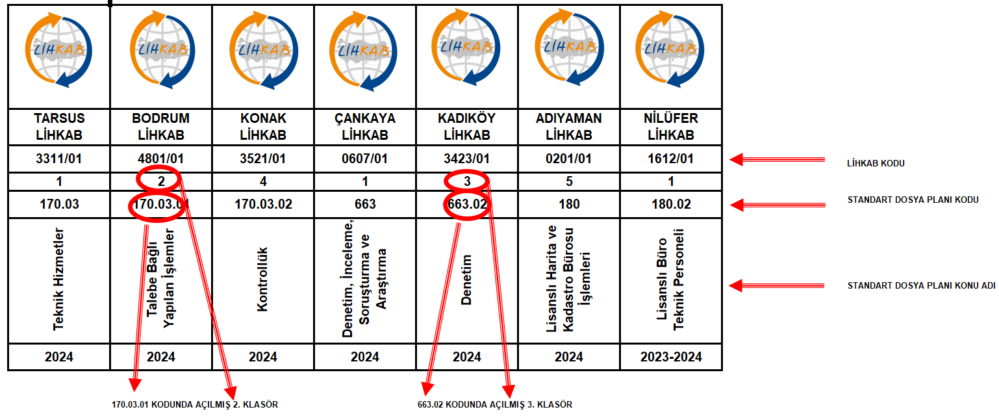 LİHKAB LİHKAB LİHKAB LİHKAB LİHKAB LİHKAB LİHKAB
TARSUS LİHKAB
BODRUM LİHKAB
KONAK LİHKAB
ÇANKAYA LİHKAB
KADIKÖY LİHKAB
ADIYAMAN LİHKAB
NİLÜFER LİHKAB
3311/01 4801/01 3521/01 0607/01 3423/01 0201/01 1612/01
LİHKAB KODU
1 2 4 1 3 5 1
170.03 170.03.01 170.03.02 663 663.02 180 180.02
STANDART DOSYA PLANI KODU
Teknik Hizmetler
Talebe Bağlı
Yapılan İşlemler
Kontrollük
Denetim, İnceleme,
Soruşturma ve
Araştırma
Denetim
Lisanslı Harita ve
Kadastro Bürosu
İşlemleri
Lisanslı Büro
Teknik Personeli
STANDART DOSYA PLANI KONU ADI
2024 2024 2024 2024 2024 2024 2023-2024
170.03.01 KODUNDA AÇILMIŞ 2. KLASÖR
663.02 KODUNDA AÇILMIŞ 3. KLASÖR